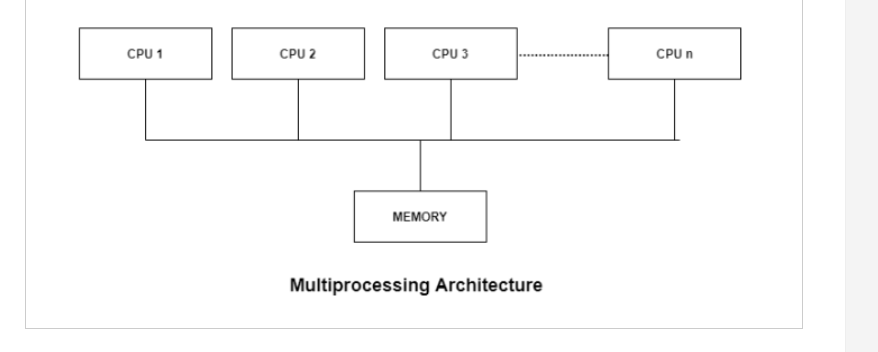 CPU 1 CPU 2 CPU 3 CPU n
MEMORY
Multiprocessing Architecture